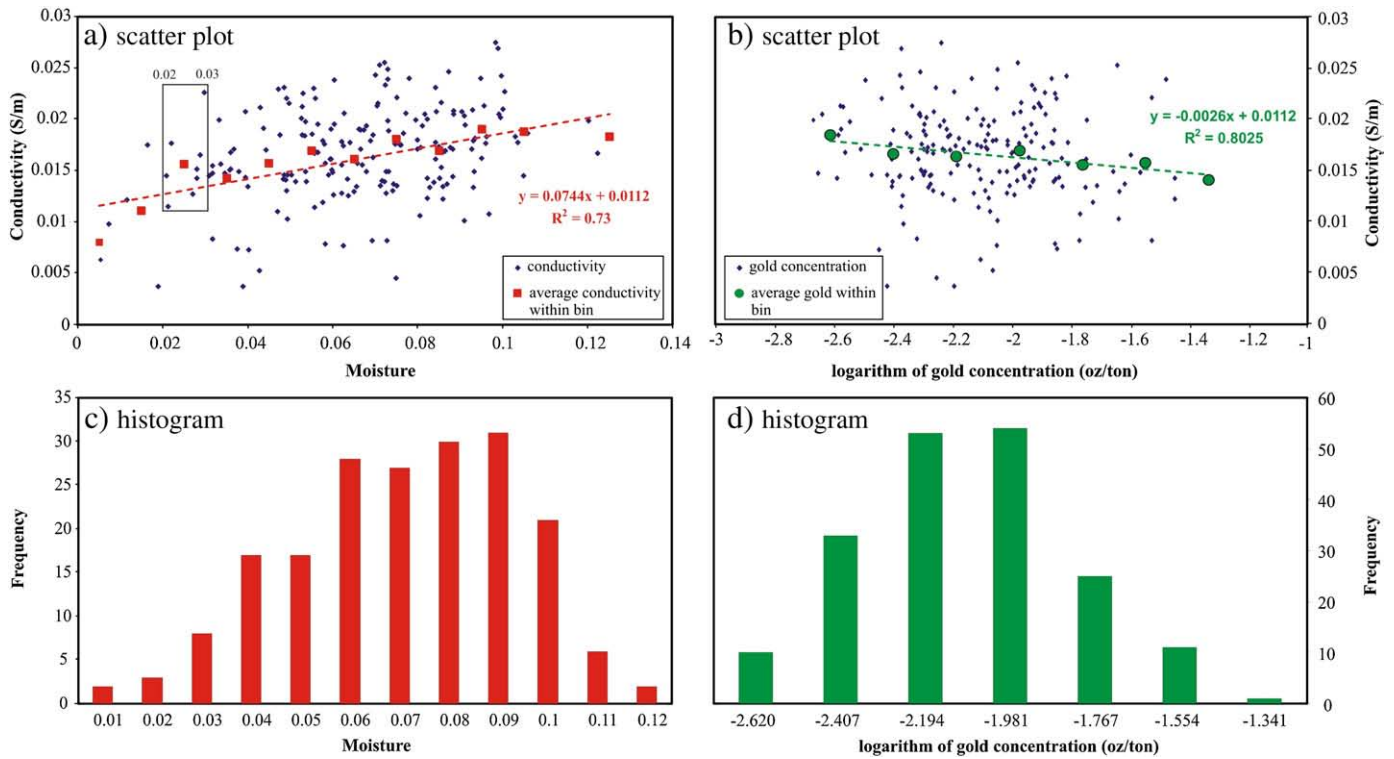 a) scatter plot
0.03
0.025
0.02
0.015
0.01
0.005
0
Conductivity (S/m)
0.02
0.03
y = 0.0744x + 0.0112
R² = 0.73
conductivity
average conductivity
within bin
0 0.02 0.04 0.06 0.08 0.1 0.12 0.14
Moisture
b) scatter plot
0.03
0.025
0.02
0.015
0.01
0.005
0
Conductivity (S/m)
y = -0.0026x + 0.0112
R² = 0.8025
gold concentration
average gold within
bin
-3 -2.8 -2.6 -2.4 -2.2 -2 -1.8 -1.6 -1.4 -1.2 -1
logarithm of gold concentration (oz/ton)
c) histogram
35
30
25
20
15
10
5
0
Frequency
0.01 0.02 0.03 0.04 0.05 0.06 0.07 0.08 0.09 0.1 0.11 0.12
Moisture
d) histogram
60
50
40
30
20
10
0
Frequency
-2.620 -2.407 -2.194 -1.981 -1.767 -1.554 -1.341
logarithm of gold concentration (oz/ton)